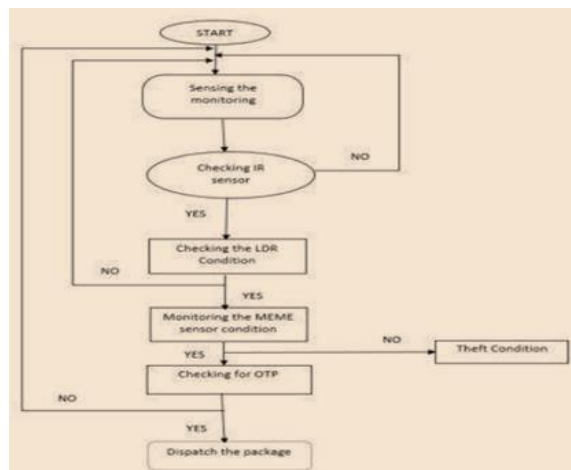 START
Sensing the
monitoring
Checking IR
sensor
NO
YES
Checking the LDR
Condition
NO
YES
Monitoring the MEME
sensor condition
NO
Theft Condition
YES
Checking for OTP
NO
YES
Dispatch the package